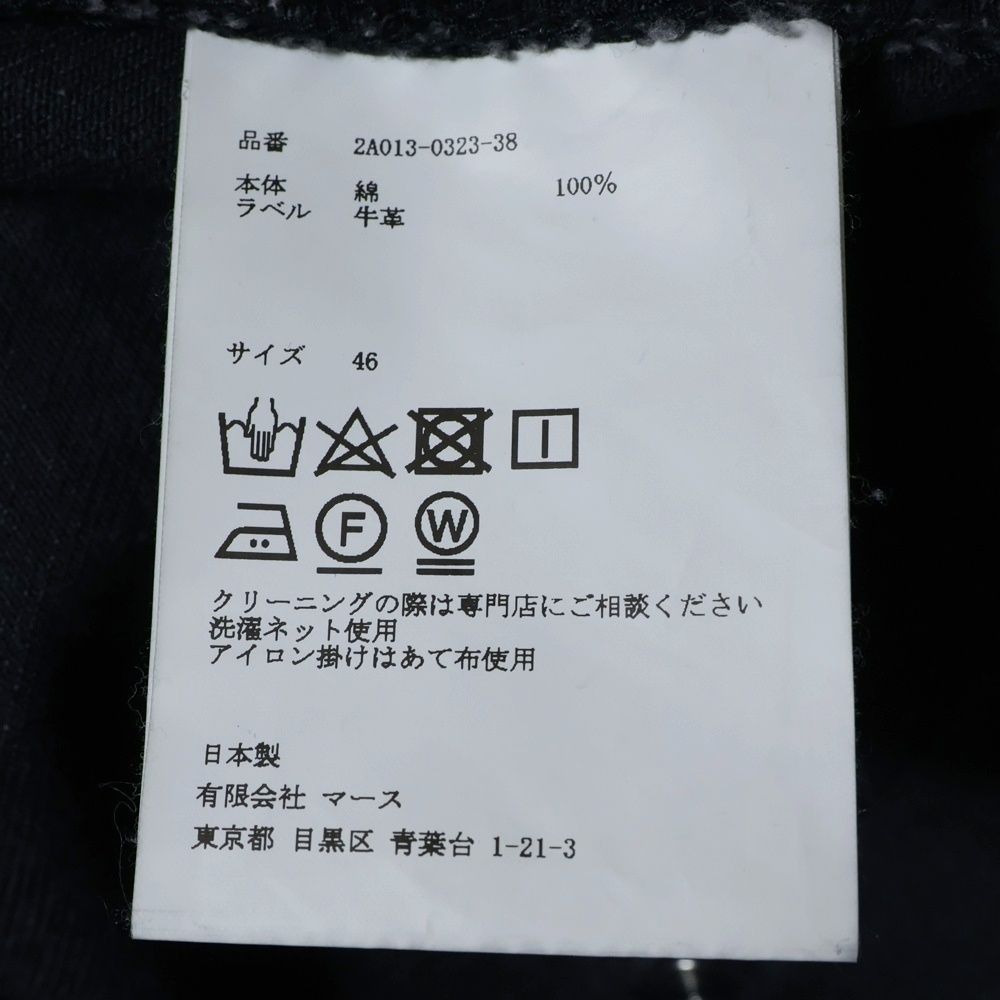 品番 2A013-0323-38
本体 綿 100%
ラベル 牛革
サイズ 46
F W
クリーニングの際は専門店にご相談ください
洗濯ネット使用
アイロン掛けはあて布使用
日本製
有限会社 マース
東京都 目黒区 青葉台 1-21-3